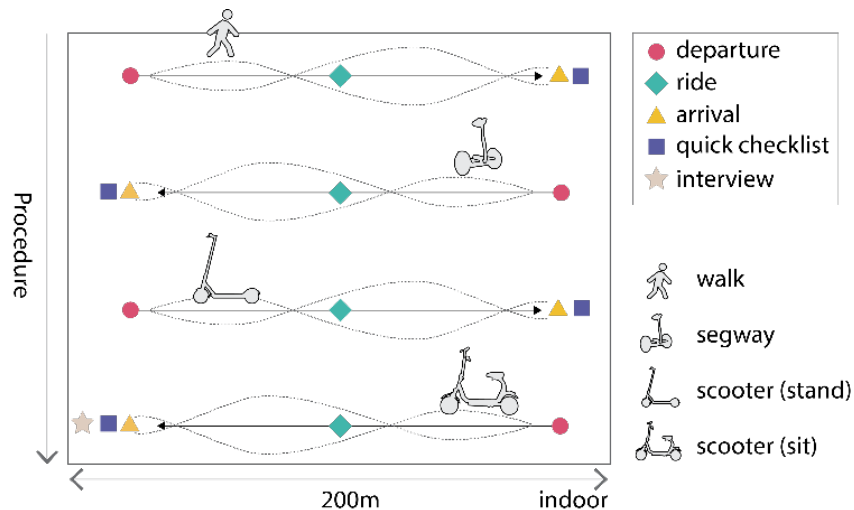 departure
ride
arrival
quick checklist
interview
Procedure
walk
segway
scooter (stand)
scooter (sit)
200m
indoor